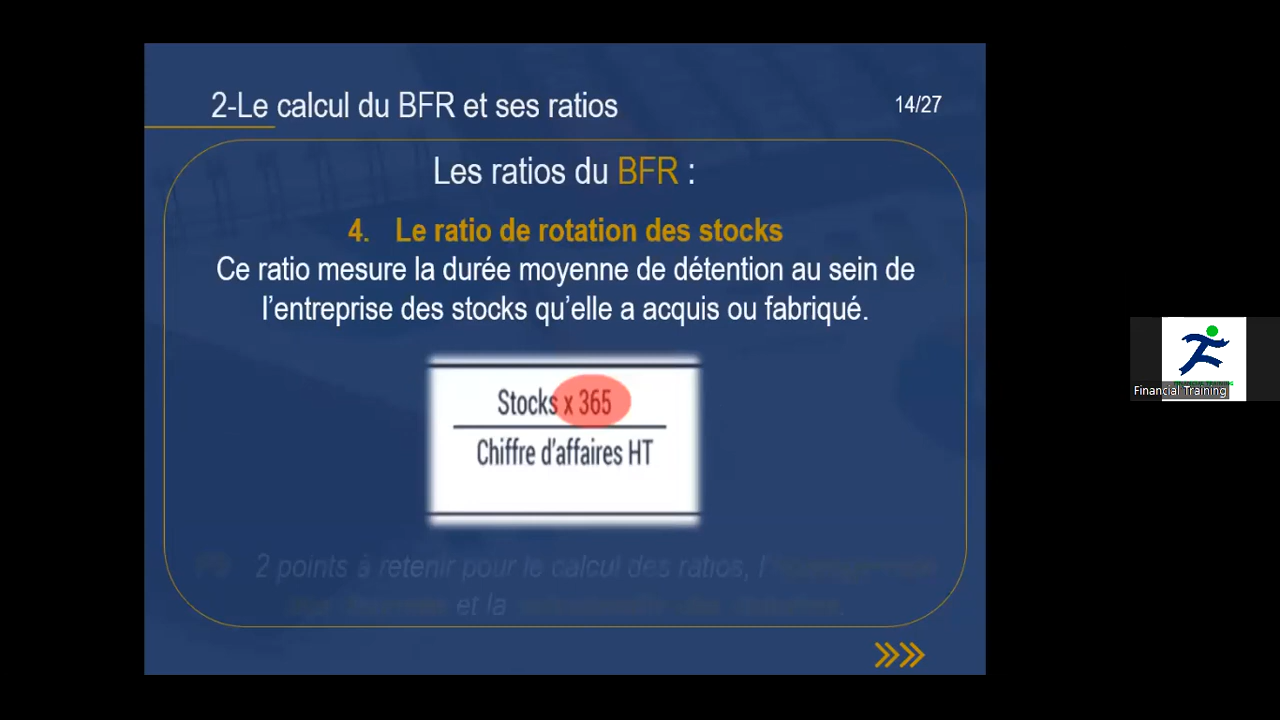 2-Le calcul du BFR et ses ratios
14/27
Les ratios du BFR :
4. Le ratio de rotation des stocks
Ce ratio mesure la durée moyenne de détention au sein de
l'entreprise des stocks qu'elle a acquis ou fabriqué.
Stocks x 365
Chiffre d'affaires HT
2 points à retenir pour le calcul des ratios, l'
et la
Financial Training